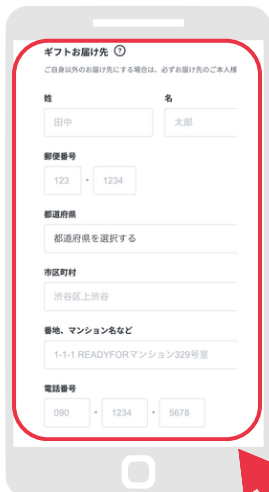 ギフトお届け先 ?
ご自身以外のお届け先にする場合は、必ずお届け先のご本人様
姓 名
田中 太郎
郵便番号
123 - 1234
都道府県
都道府県を選択する
市区町村
渋谷区上渋谷
番地、マンション名など
1-1-1 READYFORマンション329号室
電話番号
090 - 1234 - 5678